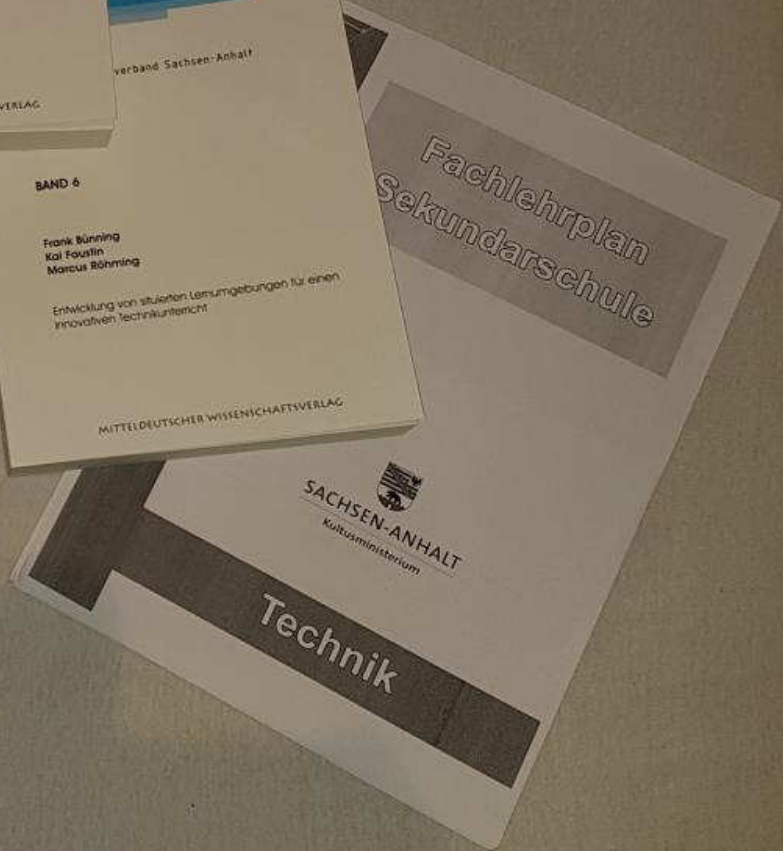 VERLAG
verband Sachsen-Anhalt
BAND 6
Frank Bünning
Kai Faustin
Marcus Röhming
Entwicklung von situierten Lernumgebungen für einen
innovativen Technikunterricht
MITTELDEUTSCHER WISSENSCHAFTSVERLAG
Fachlehrplan
Sekundarschule
SACHSEN-ANHALT
Kultusministerium
Technik